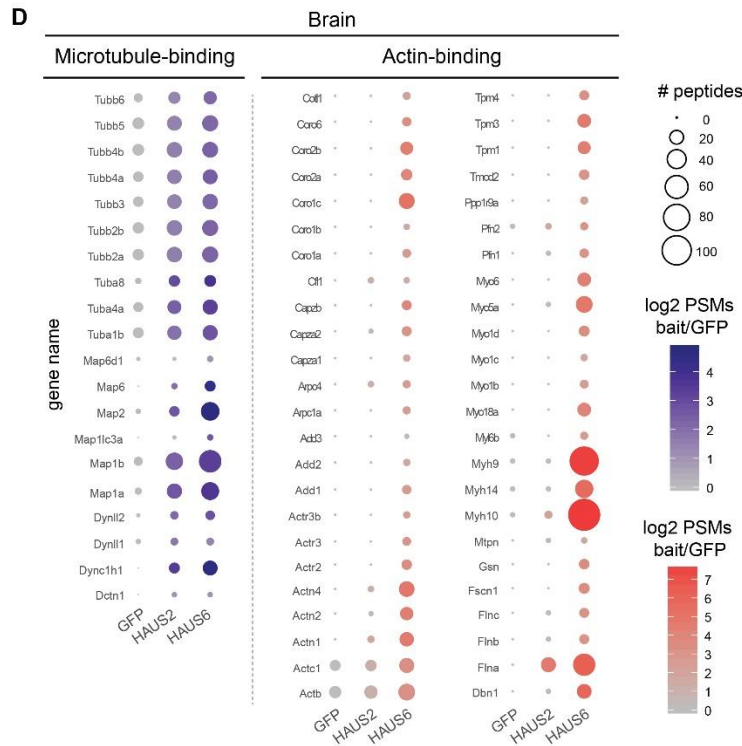 D
Brain
Microtubule-binding
Actin-binding
gene name
Tubb6
Tubb5
Tubb4b
Tubb4a
Tubb3
Tubb2b
Tubb2a
Tuba8
Tuba4a
Tuba1b
Map6d1
Map6
Map2
Map1lc3a
Map1b
Map1a
Dynll2
Dynll1
Dync1h1
Dctn1
GFP
HAUS2
HAUS6
Cotl1
Coro6
Coro2b
Coro2a
Coro1c
Coro1b
Coro1a
Cfl1
Capzb
Capza2
Capza1
Arpc4
Arpc1a
Add3
Add2
Add1
Actr3b
Actr3
Actr2
Actn4
Actn2
Actn1
Actc1
Actb
GFP
HAUS2
HAUS6
Tpm4
Tpm3
Tpm1
Tmod2
Ppp1r9a
Pfn2
Pfn1
Myo6
Myo5a
Myo1d
Myo1c
Myo1b
Myo18a
Myl6b
Myh9
Myh14
Myh10
Mtpn
Gsn
Fscn1
Flnc
Flnb
Flna
Dbn1
GFP
HAUS2
HAUS6
# peptides
0
20
40
60
80
100
log2 PSMs
bait/GFP
4
3
2
1
0
log2 PSMs
bait/GFP
7
6
5
4
3
2
1
0